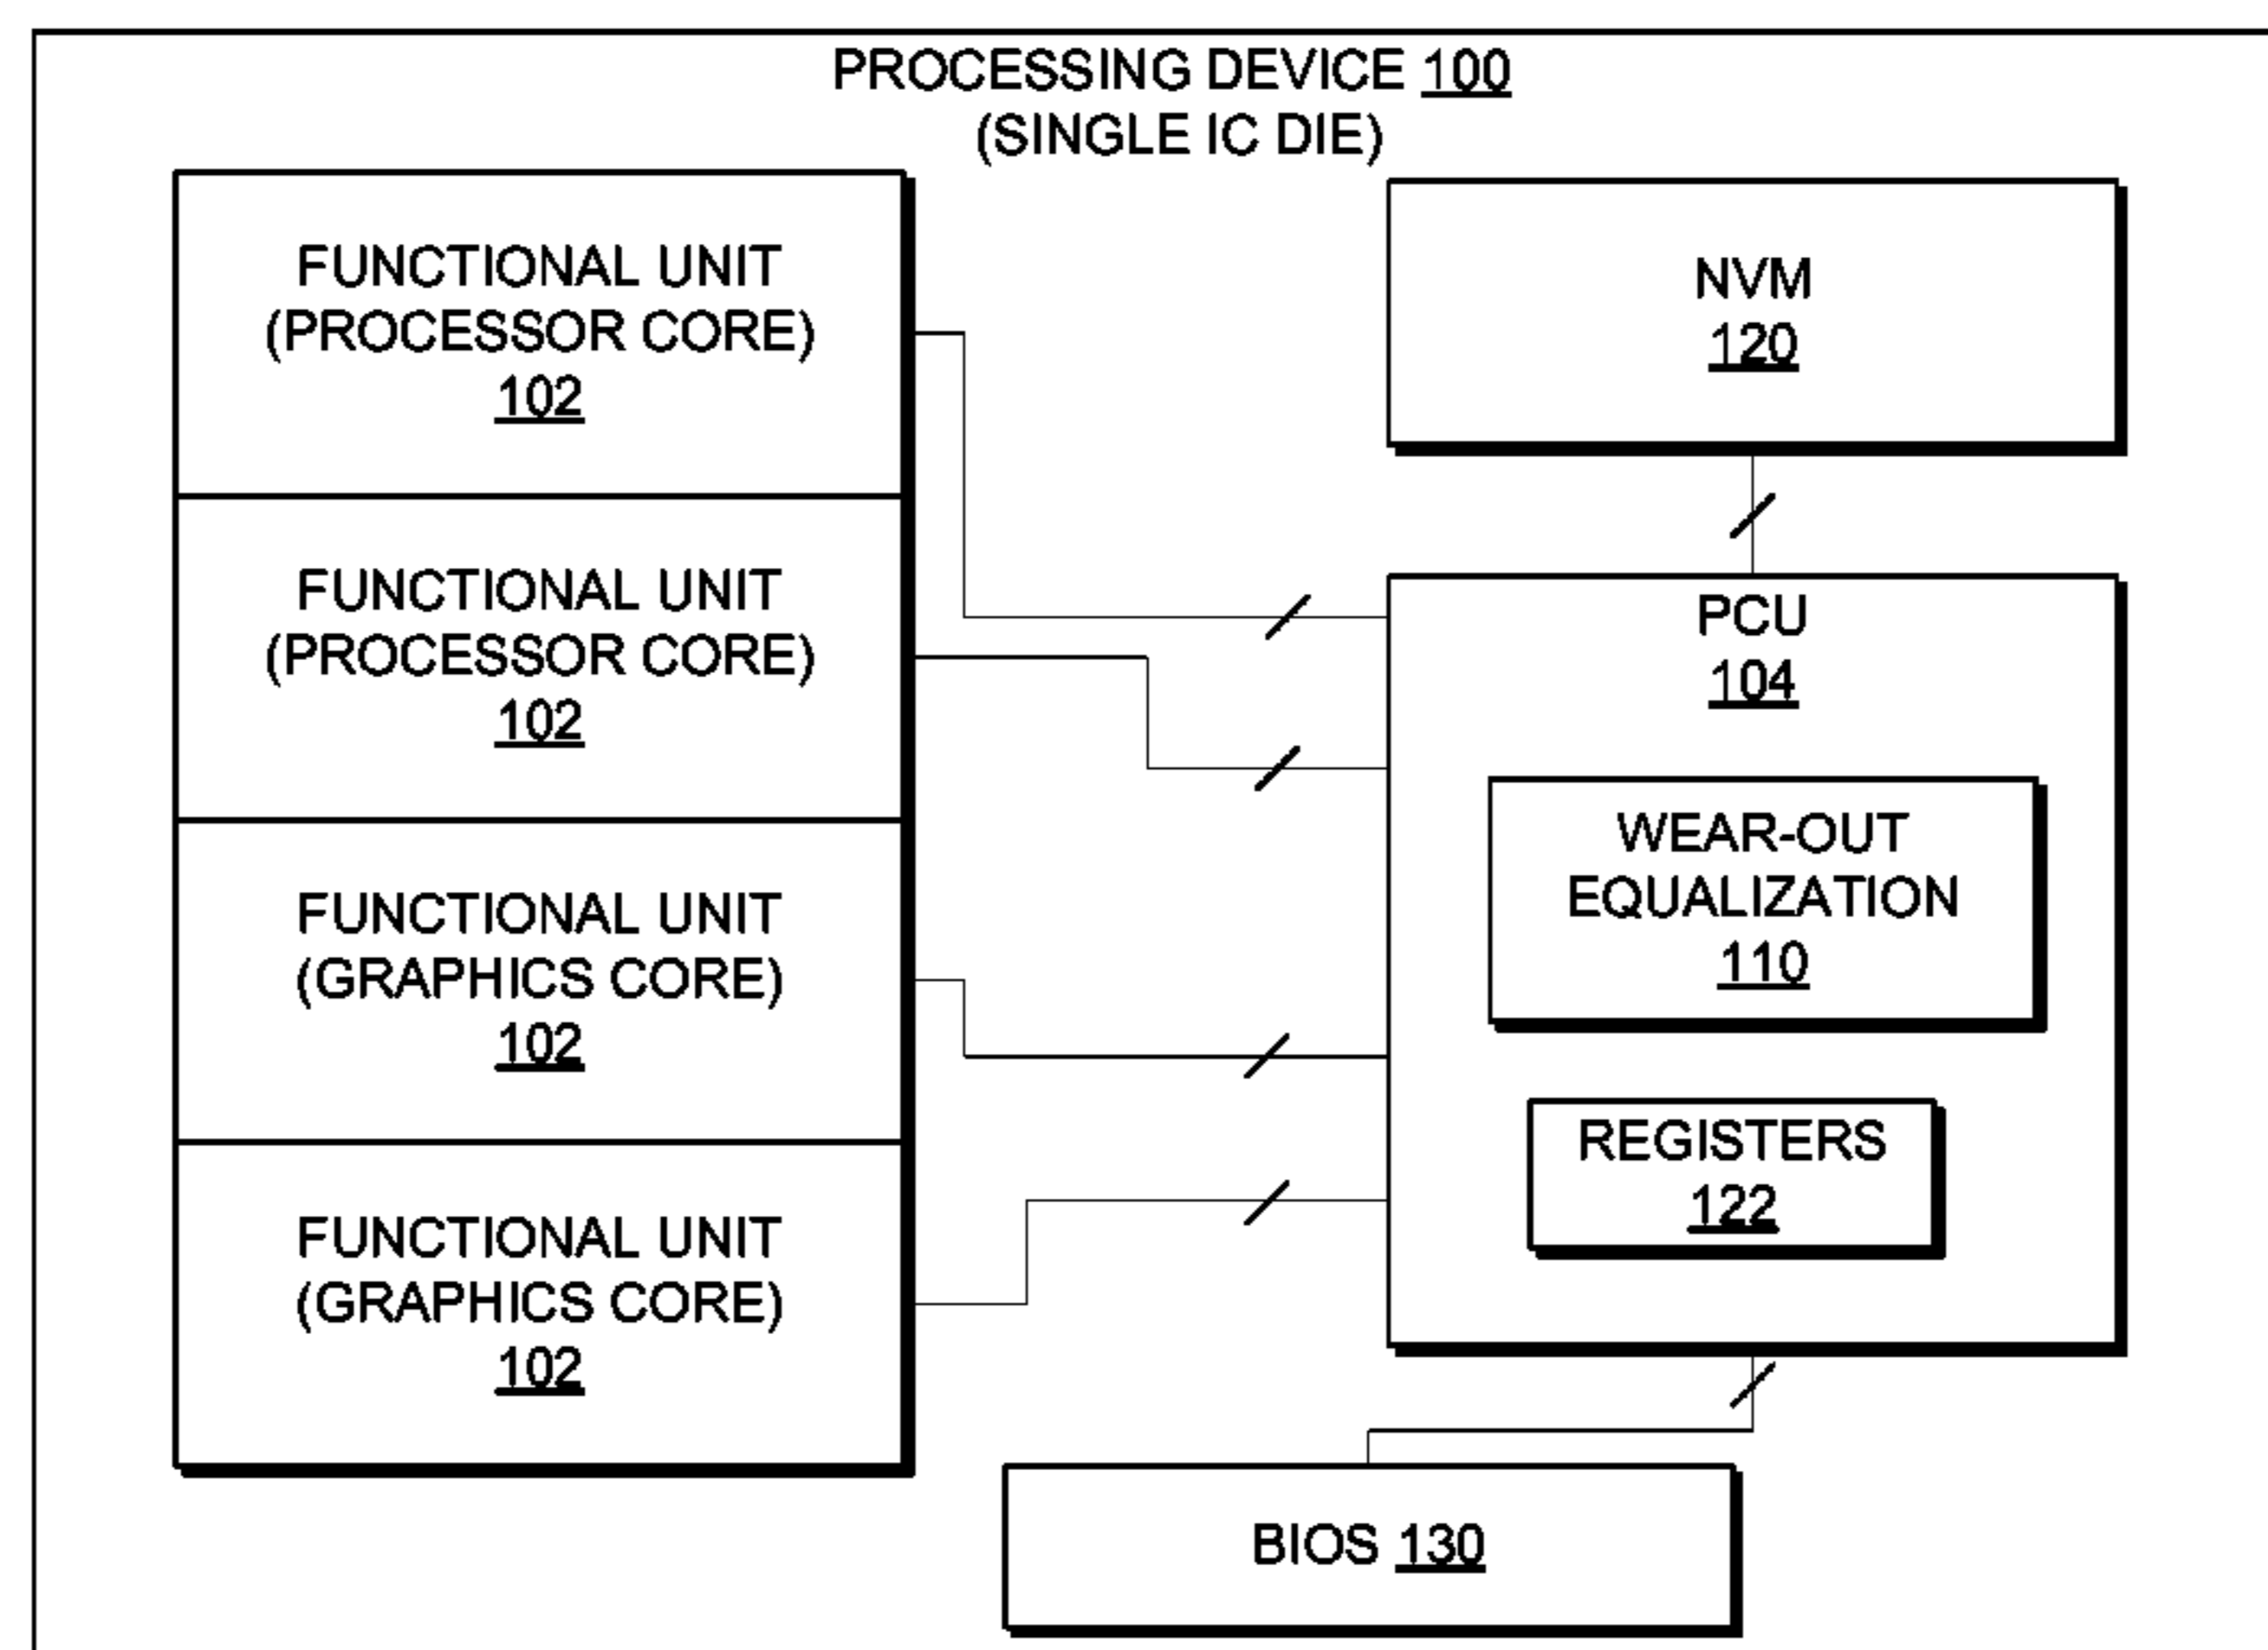 PROCESSING DEVICE 100
(SINGLE IC DIE)
FUNCTIONAL UNIT
(PROCESSOR CORE)
102
FUNCTIONAL UNIT
(PROCESSOR CORE)
102
FUNCTIONAL UNIT
(GRAPHICS CORE)
102
FUNCTIONAL UNIT
(GRAPHICS CORE)
102
NVM
120
PCU
104
WEAR-OUT
EQUALIZATION
110
REGISTERS
122
BIOS 130